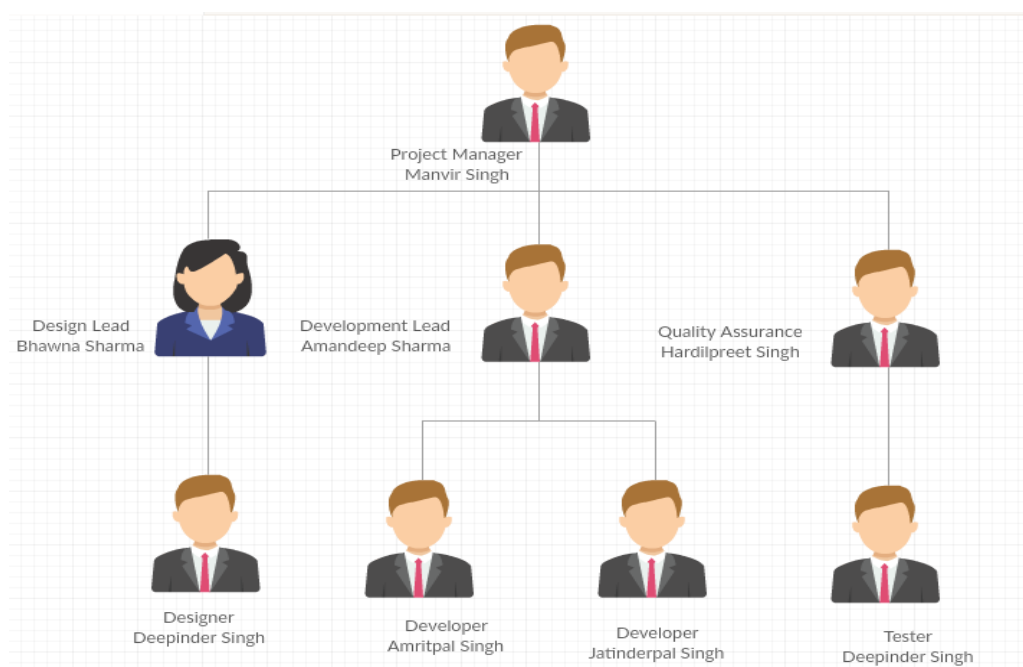 Project Manager
Manvir Singh
Design Lead
Bhawna Sharma
Development Lead
Amandeep Sharma
Quality Assurance
Hardilpreet Singh
Designer
Deepinder Singh
Developer
Amritpal Singh
Developer
Jatinderpal Singh
Tester
Deepinder Singh